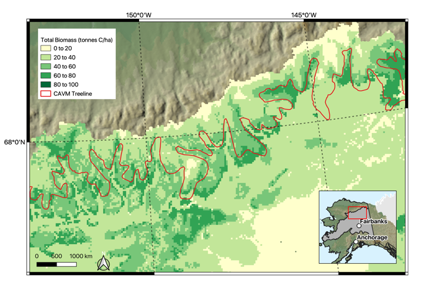 150°0'W
145°0'W
Total Biomass (tonnes C/ha)
0 to 20
20 to 40
40 to 60
60 to 80
80 to 100
CAVM Treeline
68°0'N
Fairbanks
Anchorage
0 500 1000 km